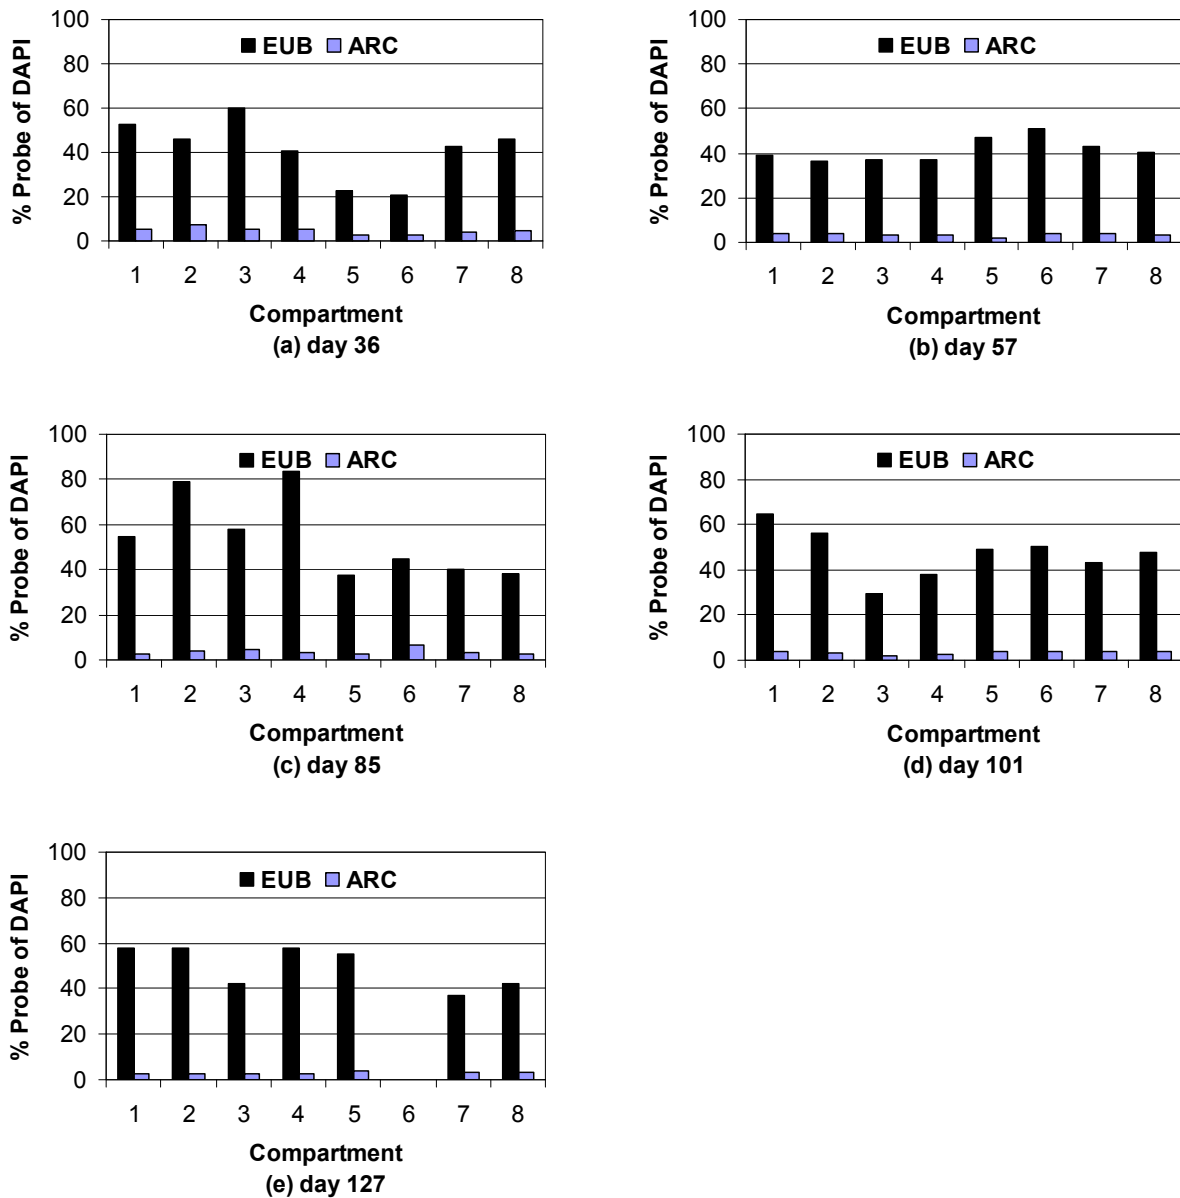 % Probe of DAPI
100
80
60
40
20
0
EUB ARC
1 2 3 4 5 6 7 8
Compartment
(a) day 36
% Probe of DAPI
100
80
60
40
20
0
EUB ARC
1 2 3 4 5 6 7 8
Compartment
(b) day 57
% Probe of DAPI
100
80
60
40
20
0
EUB ARC
1 2 3 4 5 6 7 8
Compartment
(c) day 85
% Probe of DAPI
100
80
60
40
20
0
EUB ARC
1 2 3 4 5 6 7 8
Compartment
(d) day 101
% Probe of DAPI
100
80
60
40
20
0
EUB ARC
1 2 3 4 5 6 7 8
Compartment
(e) day 127